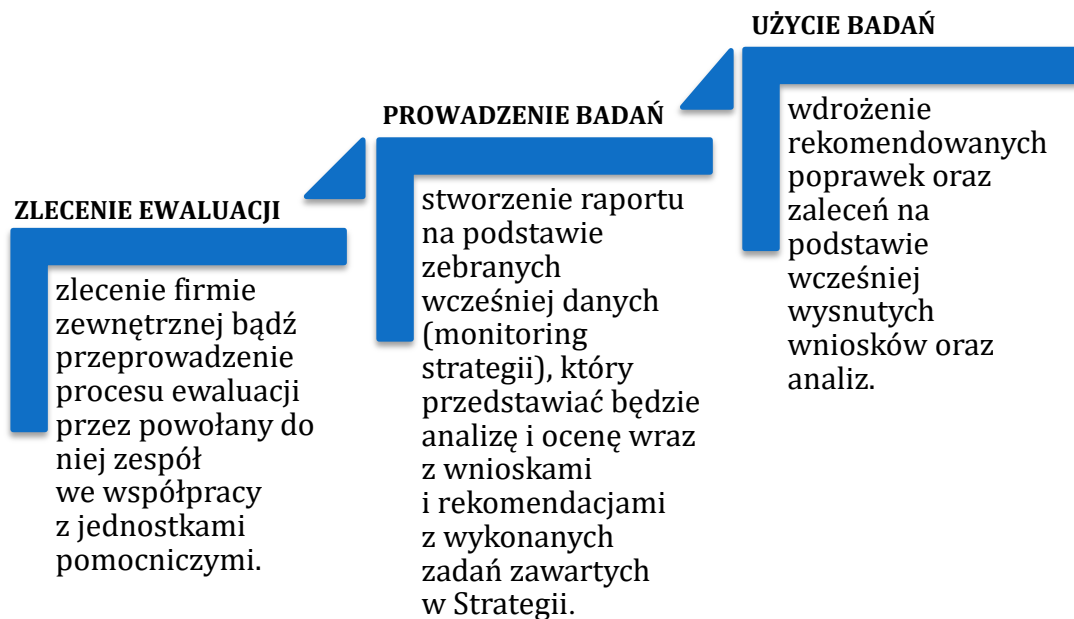 ZLECENIE EWALUACJI
zlecenie firmie
zewnętrznej bądź
przeprowadzenie
procesu ewaluacji
przez powołany do
niej zespół
we współpracy
z jednostkami
pomocniczymi.
PROWADZENIE BADAŃ
stworzenie raportu
na podstawie
zebranych
wcześniej danych
(monitoring
strategii), który
przedstawiać będzie
analizę i ocenę wraz
z wnioskami
i rekomendacjami
z wykonanych
zadań zawartych
w Strategii.
UŻYCIE BADAŃ
wdrożenie
rekomendowanych
poprawek oraz
zaleceń na
podstawie
wcześniej
wysnutych
wniosków oraz
analiz.